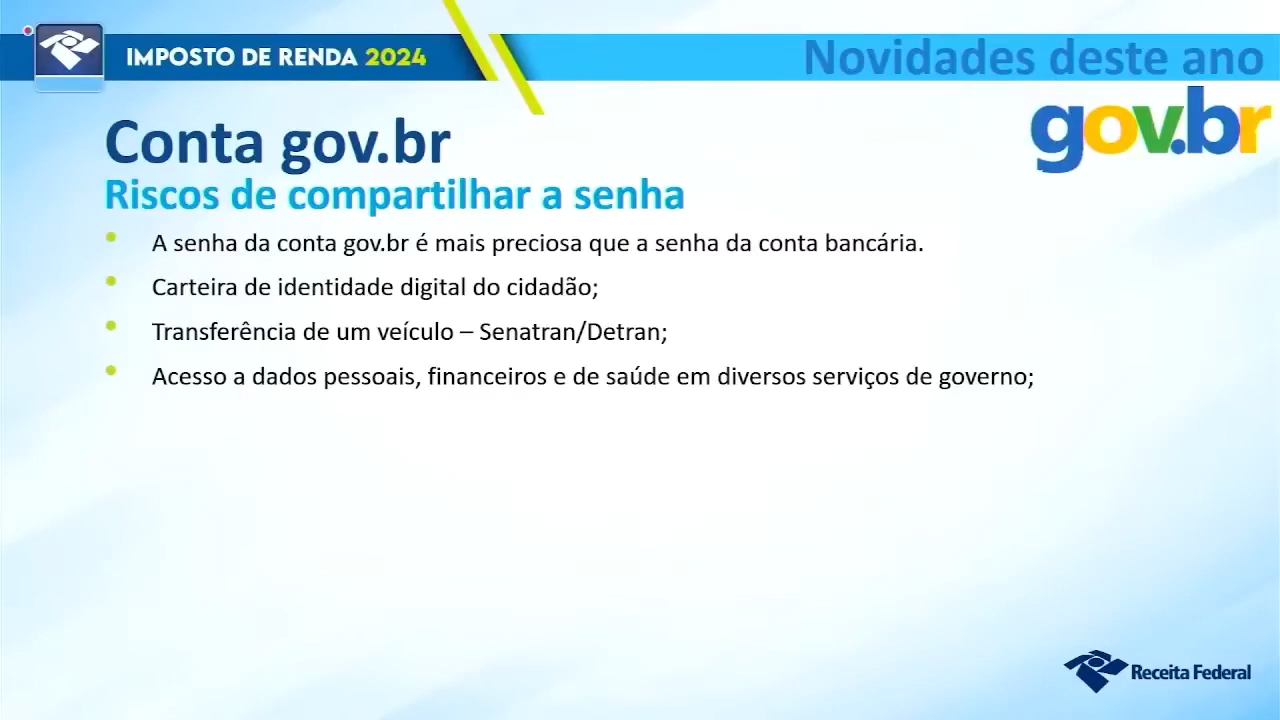 IMPOSTO DE RENDA 2024
Novidades deste ano
gov.br
Conta gov.br
Riscos de compartilhar a senha
• A senha da conta gov.br é mais preciosa que a senha da conta bancária.
• Carteira de identidade digital do cidadão;
• Transferência de um veículo – Senatran/Detran;
• Acesso a dados pessoais, financeiros e de saúde em diversos serviços de governo;
Receita Federal